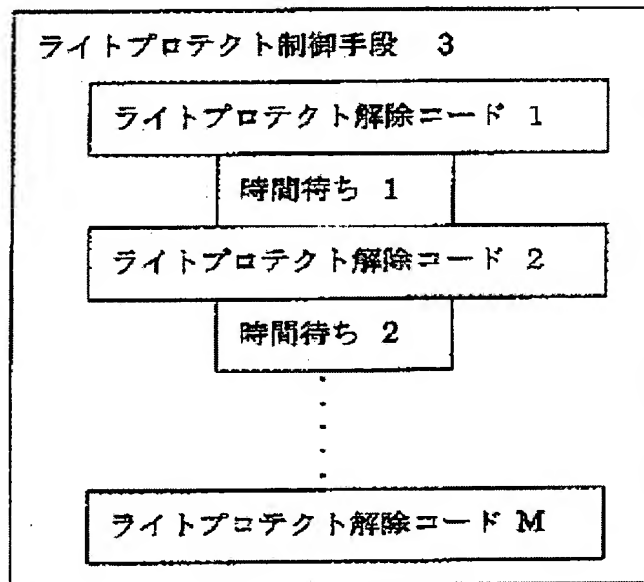 ライトプロテクト制御手段 3
ライトプロテクト解除コード 1
時間待ち 1
ライトプロテクト解除コード 2
時間待ち 2
ライトプロテクト解除コード M